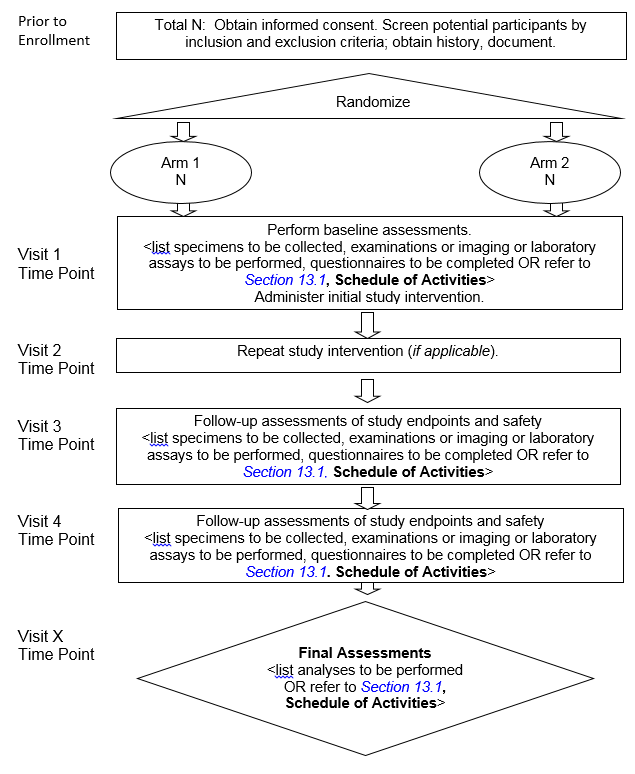 Prior to
Enrollment
Total N:  Obtain informed consent. Screen potential participants by
inclusion and exclusion criteria; obtain history, document.
Randomize
Arm 1
N
Arm 2
N
Visit 1
Time Point
Perform baseline assessments.
<list specimens to be collected, examinations or imaging or laboratory
assays to be performed, questionnaires to be completed OR refer to
Section 13.1, Schedule of Activities>
Administer initial study intervention.
Visit 2
Time Point
Repeat study intervention (if applicable).
Visit 3
Time Point
Follow-up assessments of study endpoints and safety
<list specimens to be collected, examinations or imaging or laboratory
assays to be performed, questionnaires to be completed OR refer to
Section 13.1. Schedule of Activities>
Visit 4
Time Point
Follow-up assessments of study endpoints and safety
<list specimens to be collected, examinations or imaging or laboratory
assays to be performed, questionnaires to be completed OR refer to
Section 13.1. Schedule of Activities>
Visit X
Time Point
Final Assessments
<list analyses to be performed
OR refer to Section 13.1,
Schedule of Activities>